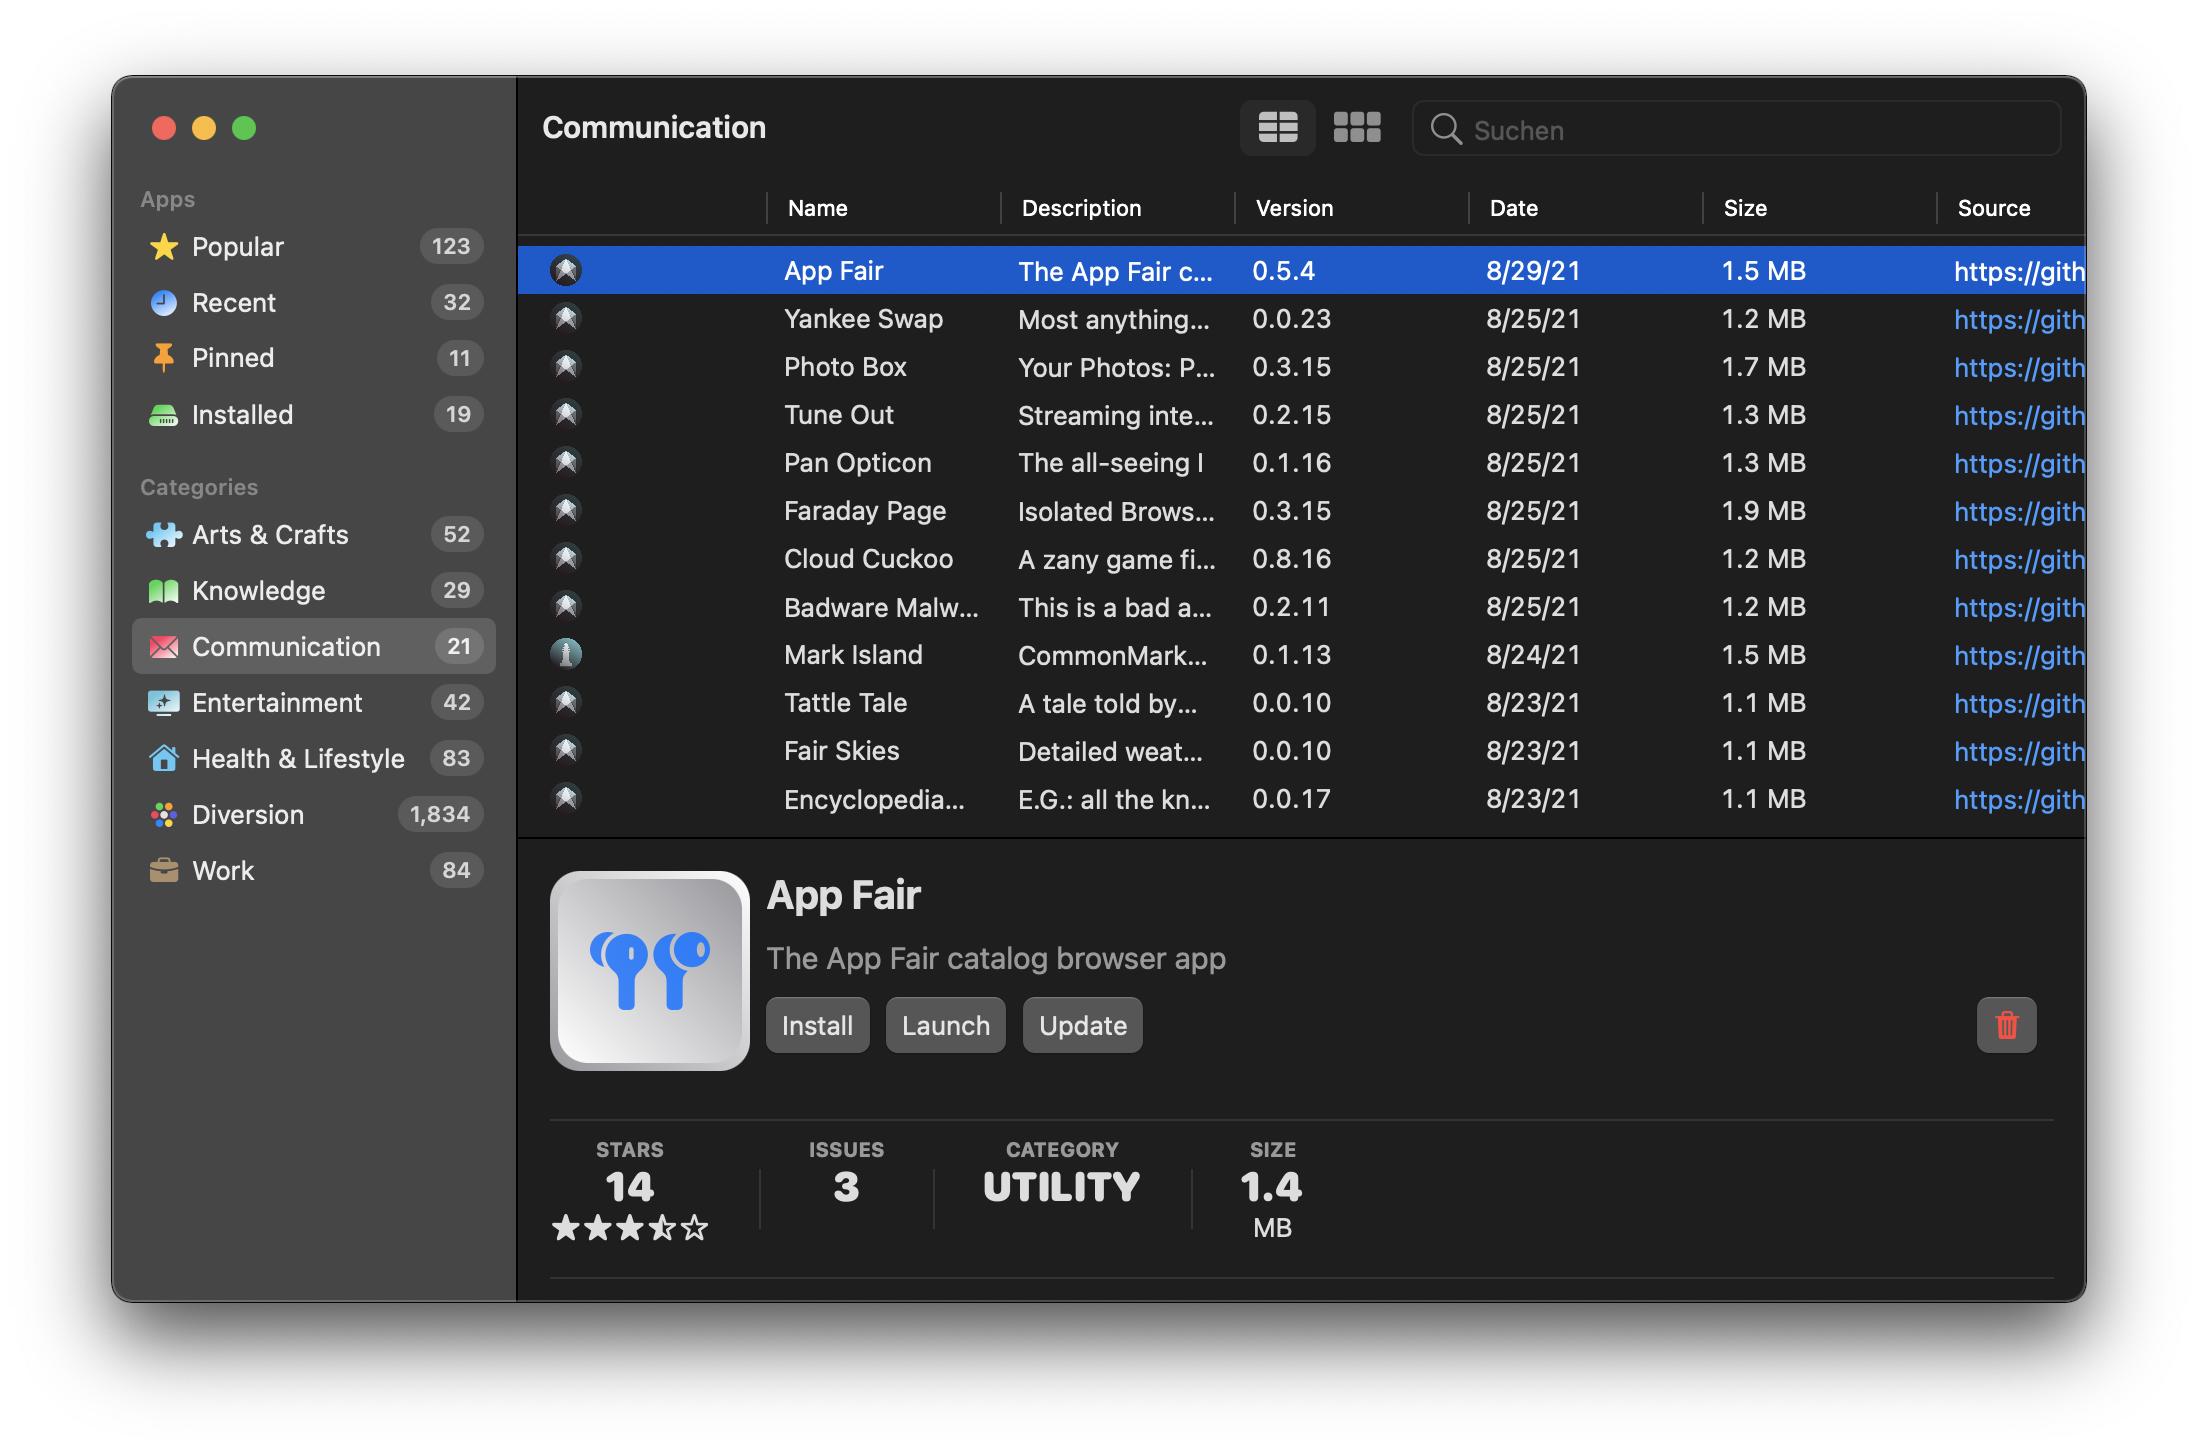 Apps
Popular 123
Recent 32
Pinned 11
Installed 19
Categories
Arts & Crafts 52
Knowledge 29
Communication 21
Entertainment 42
Health & Lifestyle 83
Diversion 1,834
Work 84
Communication
Suchen
Name Description Version Date Size Source
App Fair The App Fair c... 0.5.4 8/29/21 1.5 MB https://gith
Yankee Swap Most anything... 0.0.23 8/25/21 1.2 MB https://gith
Photo Box Your Photos: P... 0.3.15 8/25/21 1.7 MB https://gith
Tune Out Streaming inte... 0.2.15 8/25/21 1.3 MB https://gith
Pan Opticon The all-seeing I 0.1.16 8/25/21 1.3 MB https://gith
Faraday Page Isolated Brows... 0.3.15 8/25/21 1.9 MB https://gith
Cloud Cuckoo A zany game fi... 0.8.16 8/25/21 1.2 MB https://gith
Badware Malw... This is a bad a... 0.2.11 8/25/21 1.2 MB https://gith
Mark Island CommonMark... 0.1.13 8/24/21 1.5 MB https://gith
Tattle Tale A tale told by... 0.0.10 8/23/21 1.1 MB https://gith
Fair Skies Detailed weat... 0.0.10 8/23/21 1.1 MB https://gith
Encyclopedia... E.G.: all the kn... 0.0.17 8/23/21 1.1 MB https://gith
App Fair
The App Fair catalog browser app
Install Launch Update
STARS ISSUES CATEGORY SIZE
14 3 UTILITY 1.4
MB